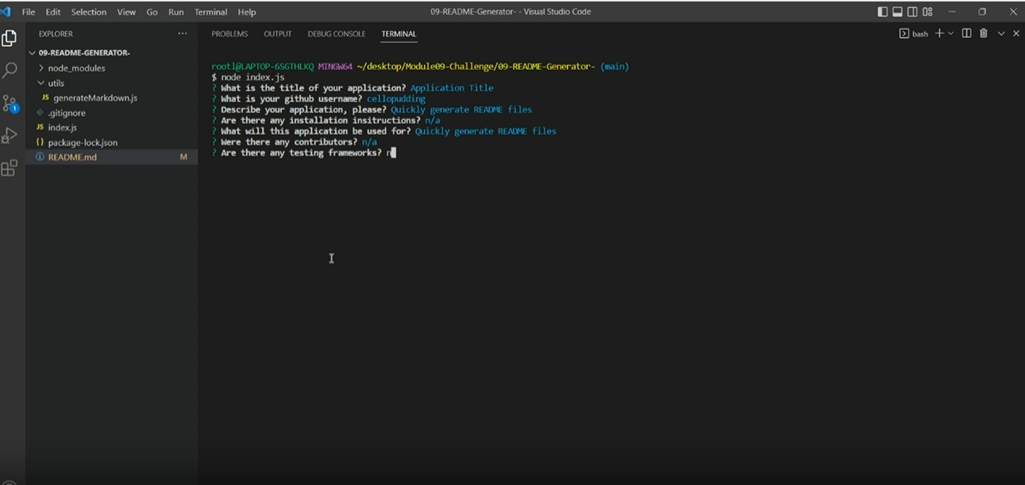 File Edit Selection View Go Run Terminal Help
09-README-Generator- - Visual Studio Code
EXPLORER
PROBLEMS OUTPUT DEBUG CONSOLE TERMINAL
bash
09-README-GENERATOR-
node_modules
utils
JS generateMarkdown.js
.gitignore
JS index.js
{} package-lock.json
README.md M
1
rootl@LAPTOP-6SGTHLKQ MINGW64 ~/desktop/Module09-Challenge/09-README-Generator- (main)
$ node index.js
? What is the title of your application? Application Title
? What is your github username? cellopudding
? Describe your application, please? Quickly generate README files
? Are there any installation insitructions? n/a
? What will this application be used for? Quickly generate README files
? Were there any contributors? n/a
? Are there any testing frameworks? n